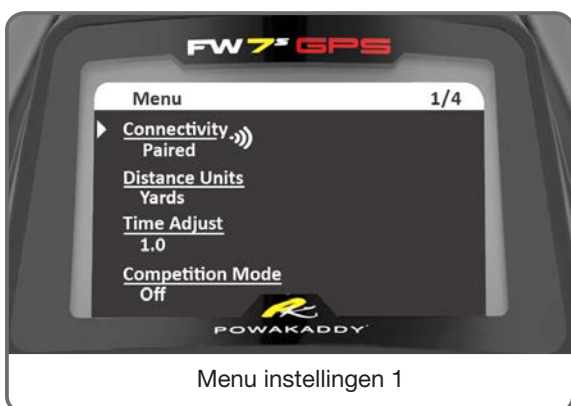 FW7s GPS
Menu 1/4
Connectivity
Paired
Distance Units
Yards
Time Adjust
1.0
Competition Mode
Off
POWAKADDY
Menu instellingen 1